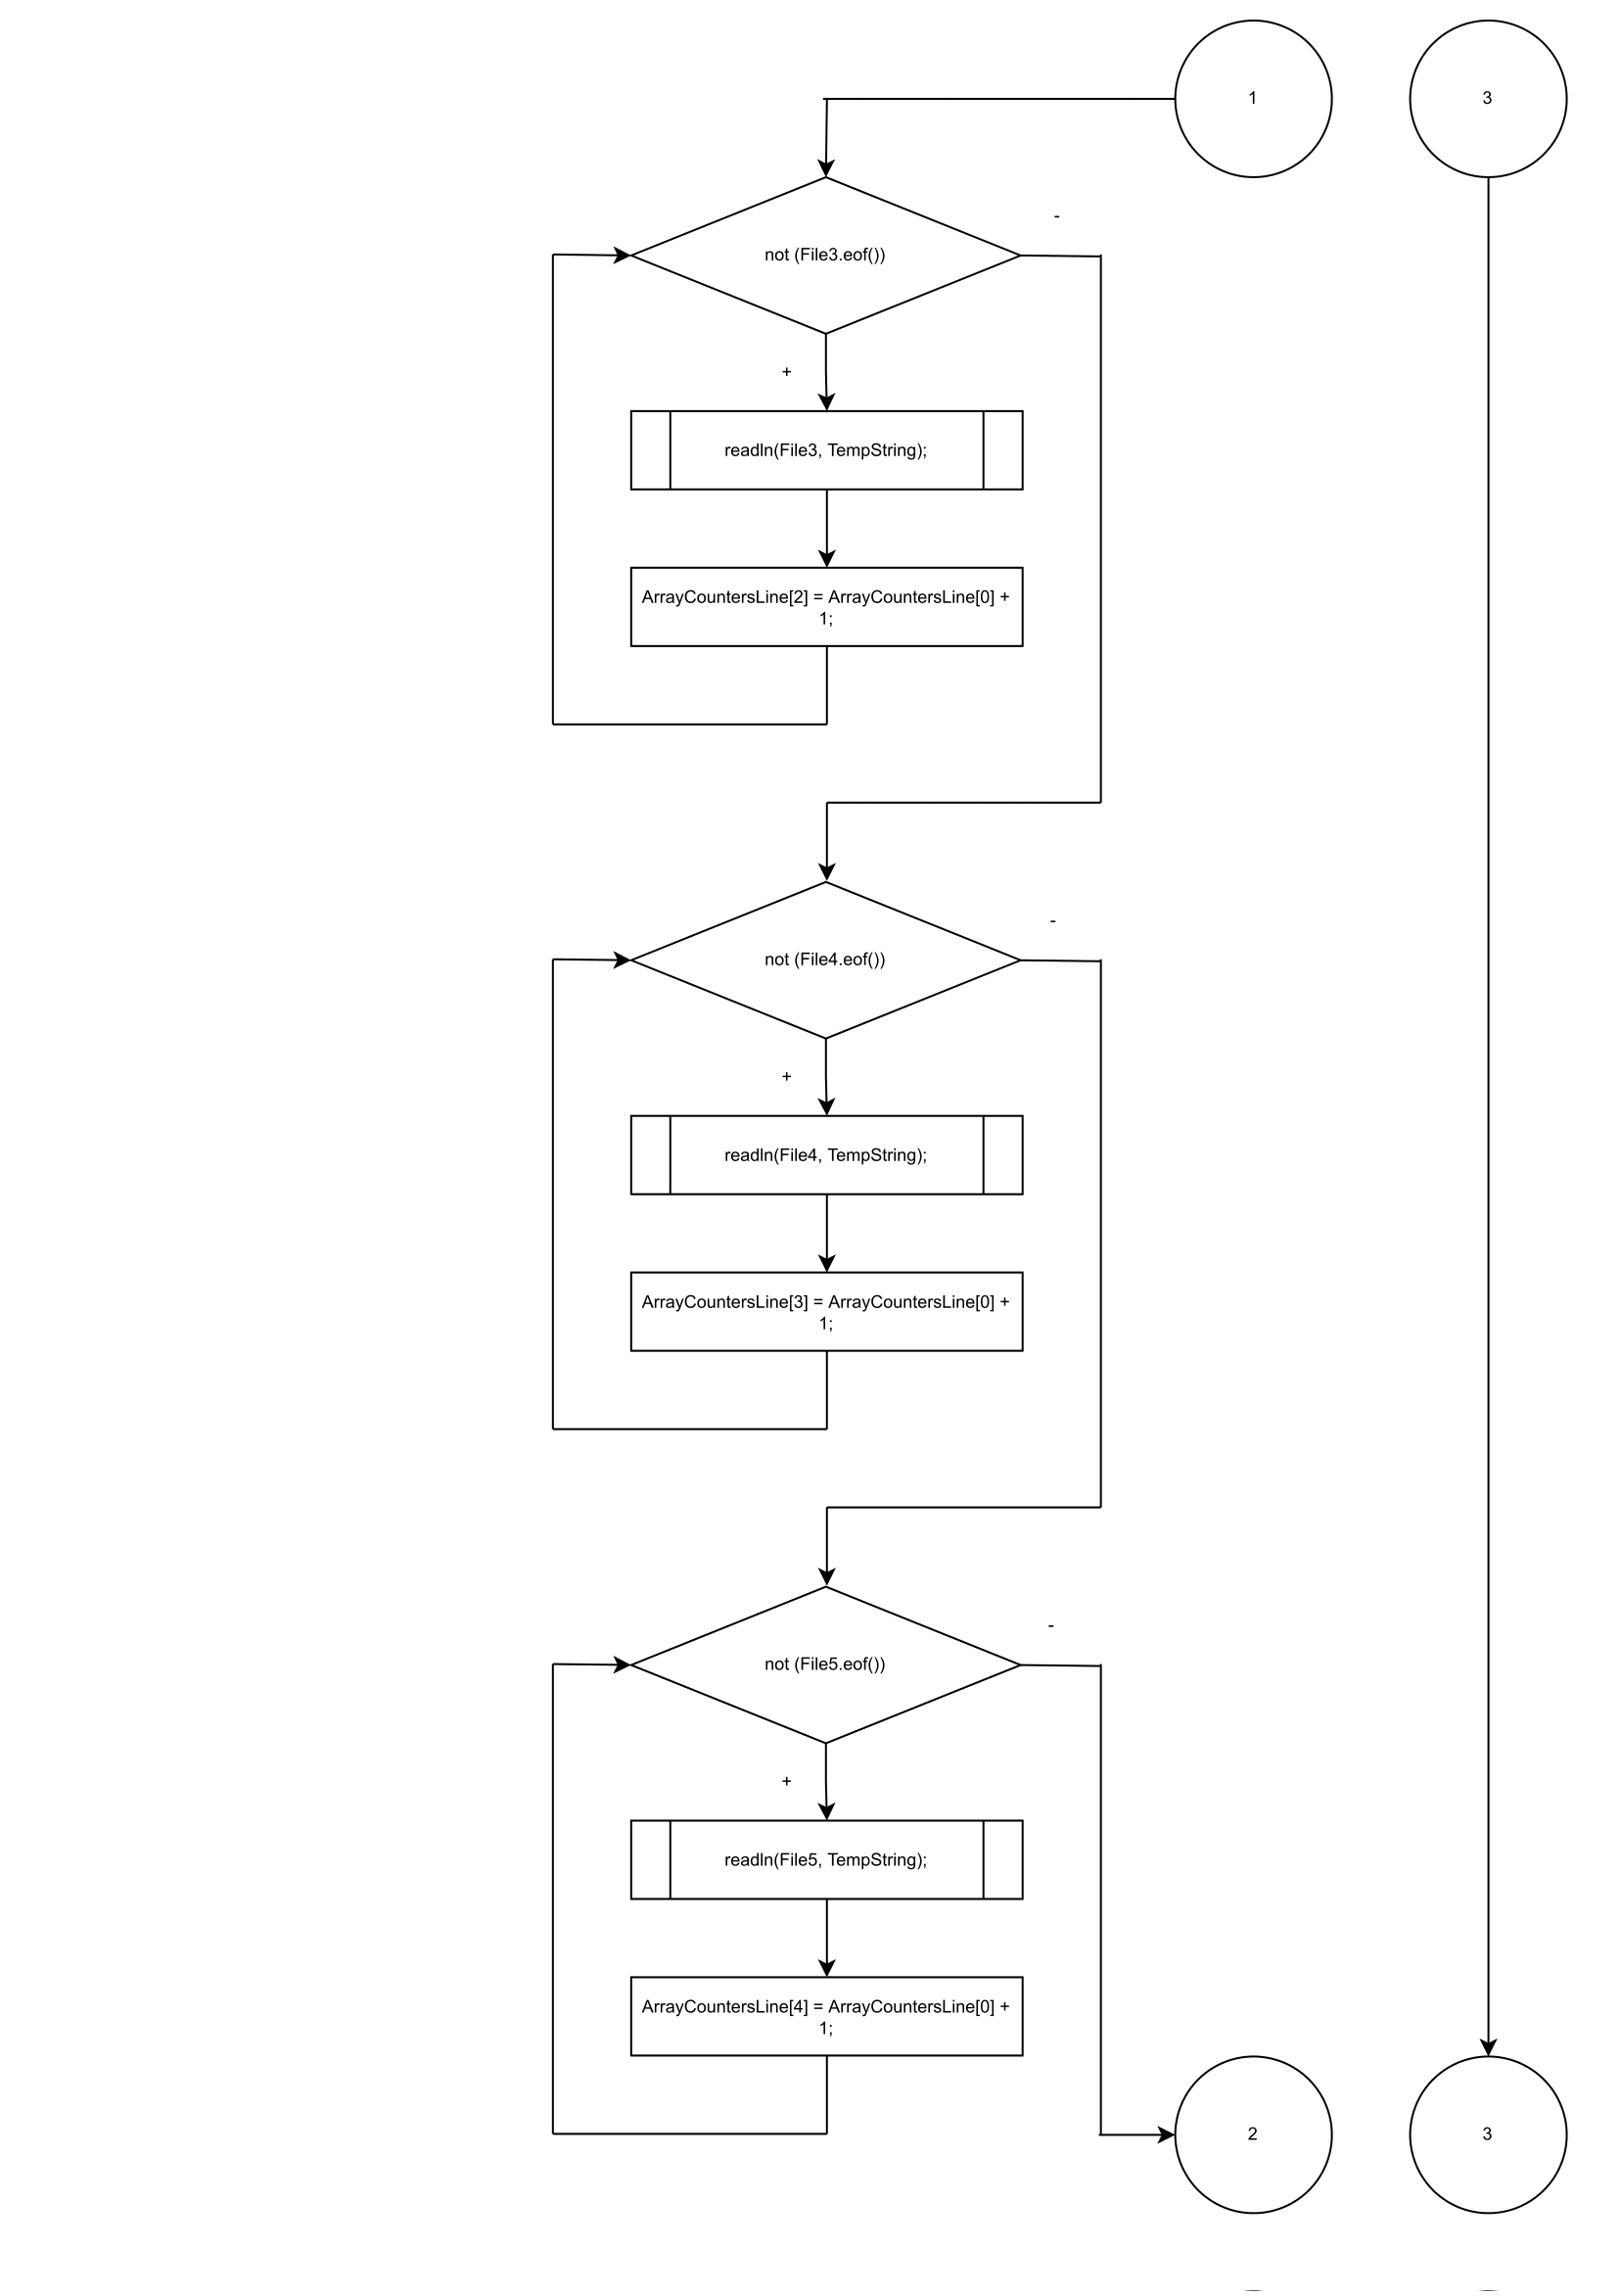 1
3
-
not (File3.eof())
+
readln(File3, TempString);
ArrayCountersLine[2] = ArrayCountersLine[0] +
1;
-
not (File4.eof())
+
readln(File4, TempString);
ArrayCountersLine[3] = ArrayCountersLine[0] +
1;
-
not (File5.eof())
+
readln(File5, TempString);
ArrayCountersLine[4] = ArrayCountersLine[0] +
1;
2
3